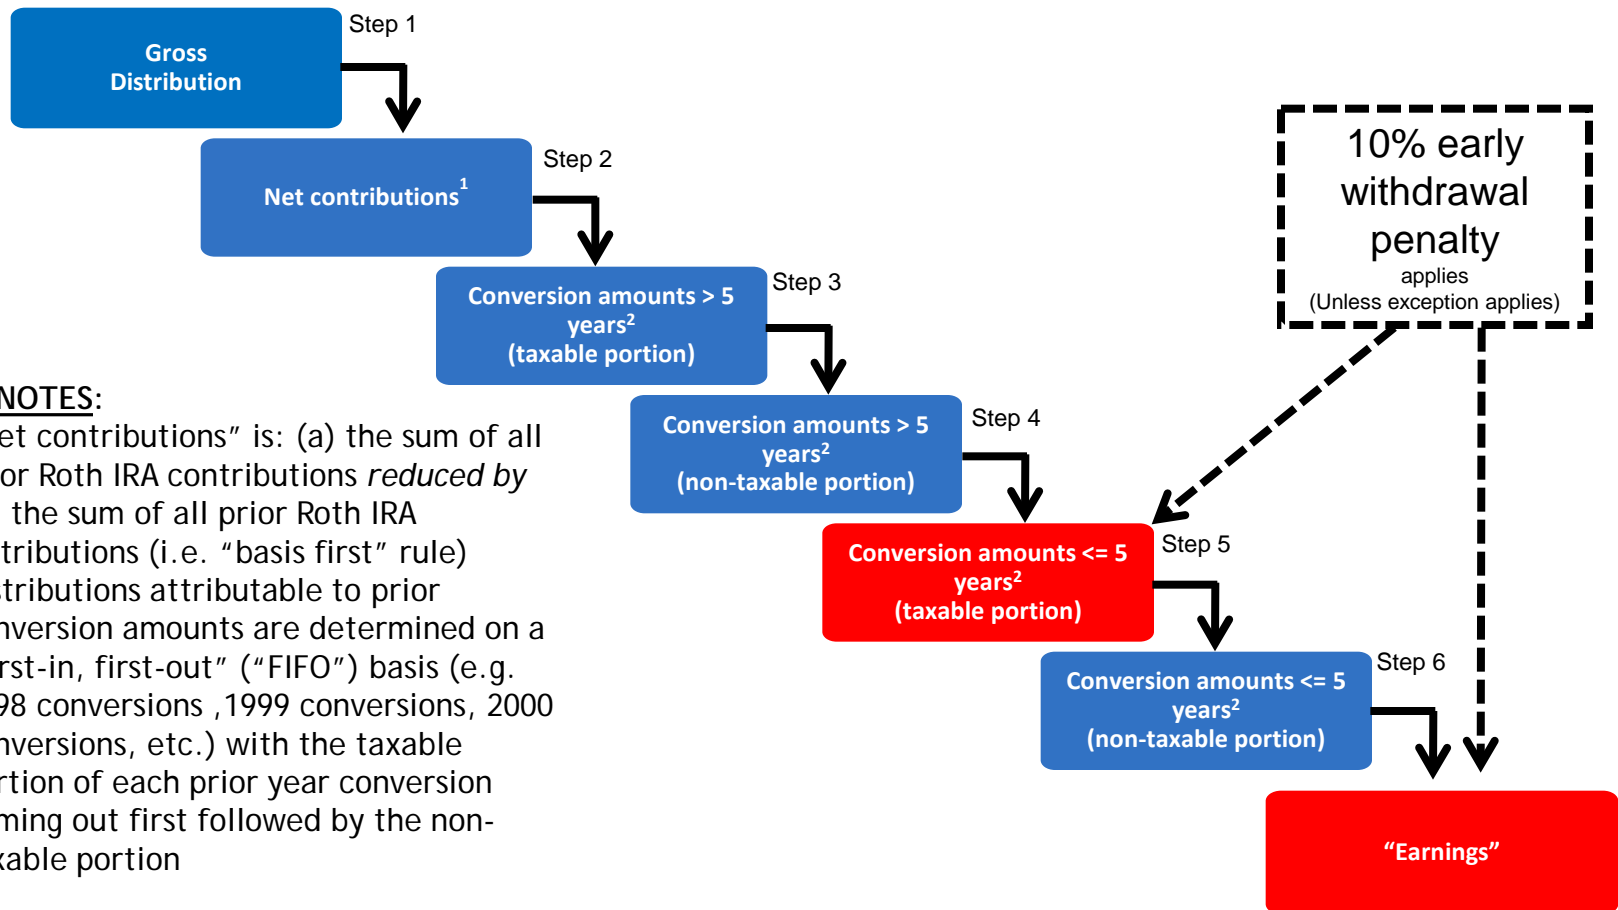 Step 1
Gross
Distribution
Step 2
Net contributions1
Step 3
Conversion amounts > 5
years2
(taxable portion)
Step 4
Conversion amounts > 5
years2
(non-taxable portion)
Step 5
Conversion amounts <= 5
years2
(taxable portion)
Step 6
Conversion amounts <= 5
years2
(non-taxable portion)
“Earnings”
10% early
withdrawal
penalty
applies
(Unless exception applies)
NOTES:
et contributions” is: (a) the sum of all
or Roth IRA contributions reduced by
the sum of all prior Roth IRA
tributions (i.e. “basis first” rule)
stributions attributable to prior
nversion amounts are determined on a
rst-in, first-out” (“FIFO”) basis (e.g.
98 conversions ,1999 conversions, 2000
nversions, etc.) with the taxable
rtion of each prior year conversion
ming out first followed by the non-
xable portion